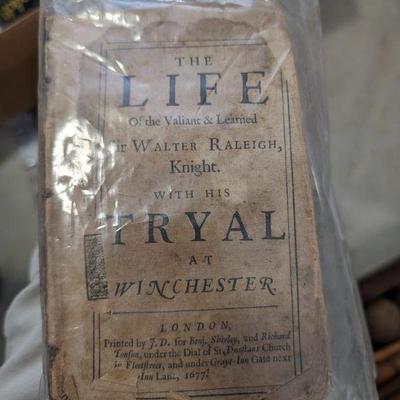 THE
LIFE
Of the Valiant & Learned
Sir WALTER RALEIGH,
Knight.
WITH HIS
TRYAL
AT
WINCHESTER.
LONDON,
Printed by J. D. for Benj. Shirley, and Richard
Tonson, under the Dial of St. Dunstans Church
in Fleetstreet, and under Grays-Inn Gate next
Inn Lane, 1677.